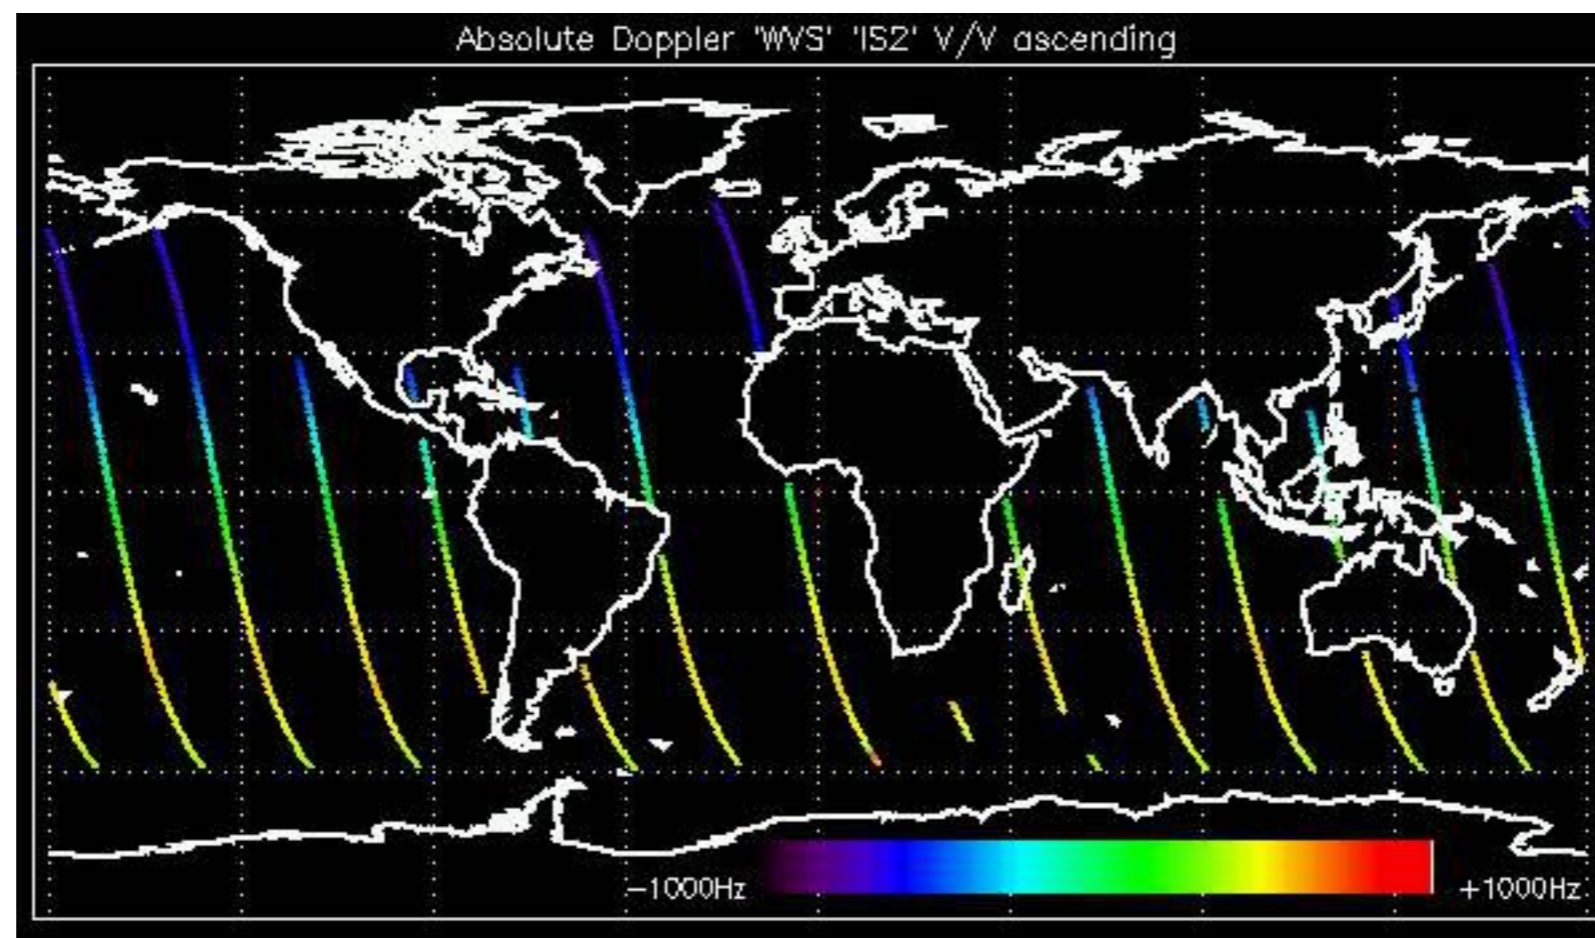 Absolute Doppler 'WVS' 'IS2' V/V ascending
-1000Hz +1000Hz